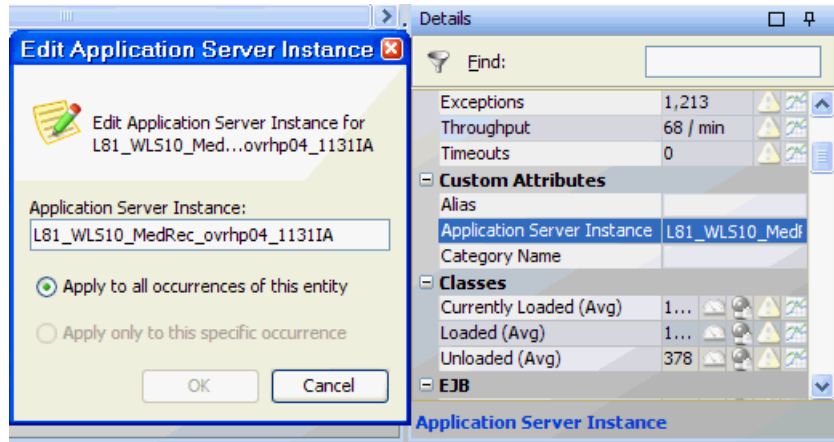 Edit Application Server Instance
Edit Application Server Instance for
L81_WLS10_Med...ovrhp04_1131IA
Application Server Instance:
L81_WLS10_MedRec_ovrhp04_1131IA
Apply to all occurrences of this entity
Apply only to this specific occurrence
OK Cancel
Details
Find:
Exceptions 1,213
Throughput 68 / min
Timeouts 0
Custom Attributes
Alias
Application Server Instance L81_WLS10_Med
Category Name
Classes
Currently Loaded (Avg) 1...
Loaded (Avg) 1...
Unloaded (Avg) 378
EJB
Application Server Instance